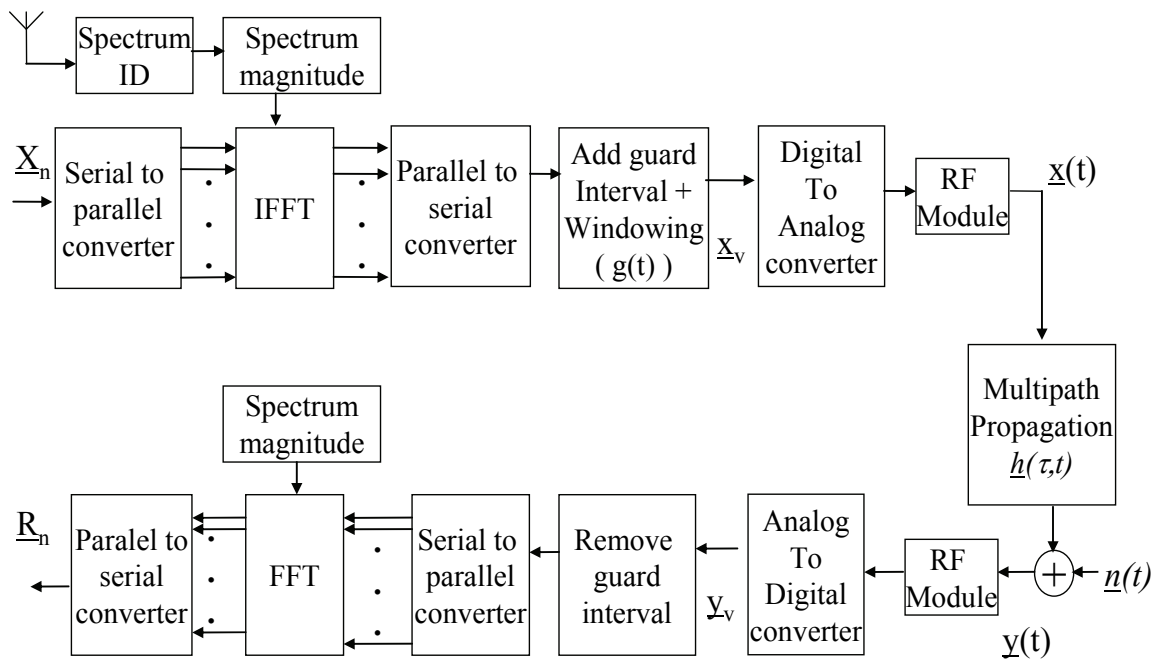 Spectrum
ID
Spectrum
magnitude
X_n
Serial to
parallel
converter
IFFT
Parallel to
serial
converter
Add guard
Interval +
Windowing
( g(t) )
x_v
Digital
To
Analog
converter
RF
Module
x(t)
Multipath
Propagation
h(τ,t)
n(t)
y(t)
RF
Module
Analog
To
Digital
converter
y_v
Remove
guard
interval
Serial to
parallel
converter
Spectrum
magnitude
FFT
Paralel to
serial
converter
R_n